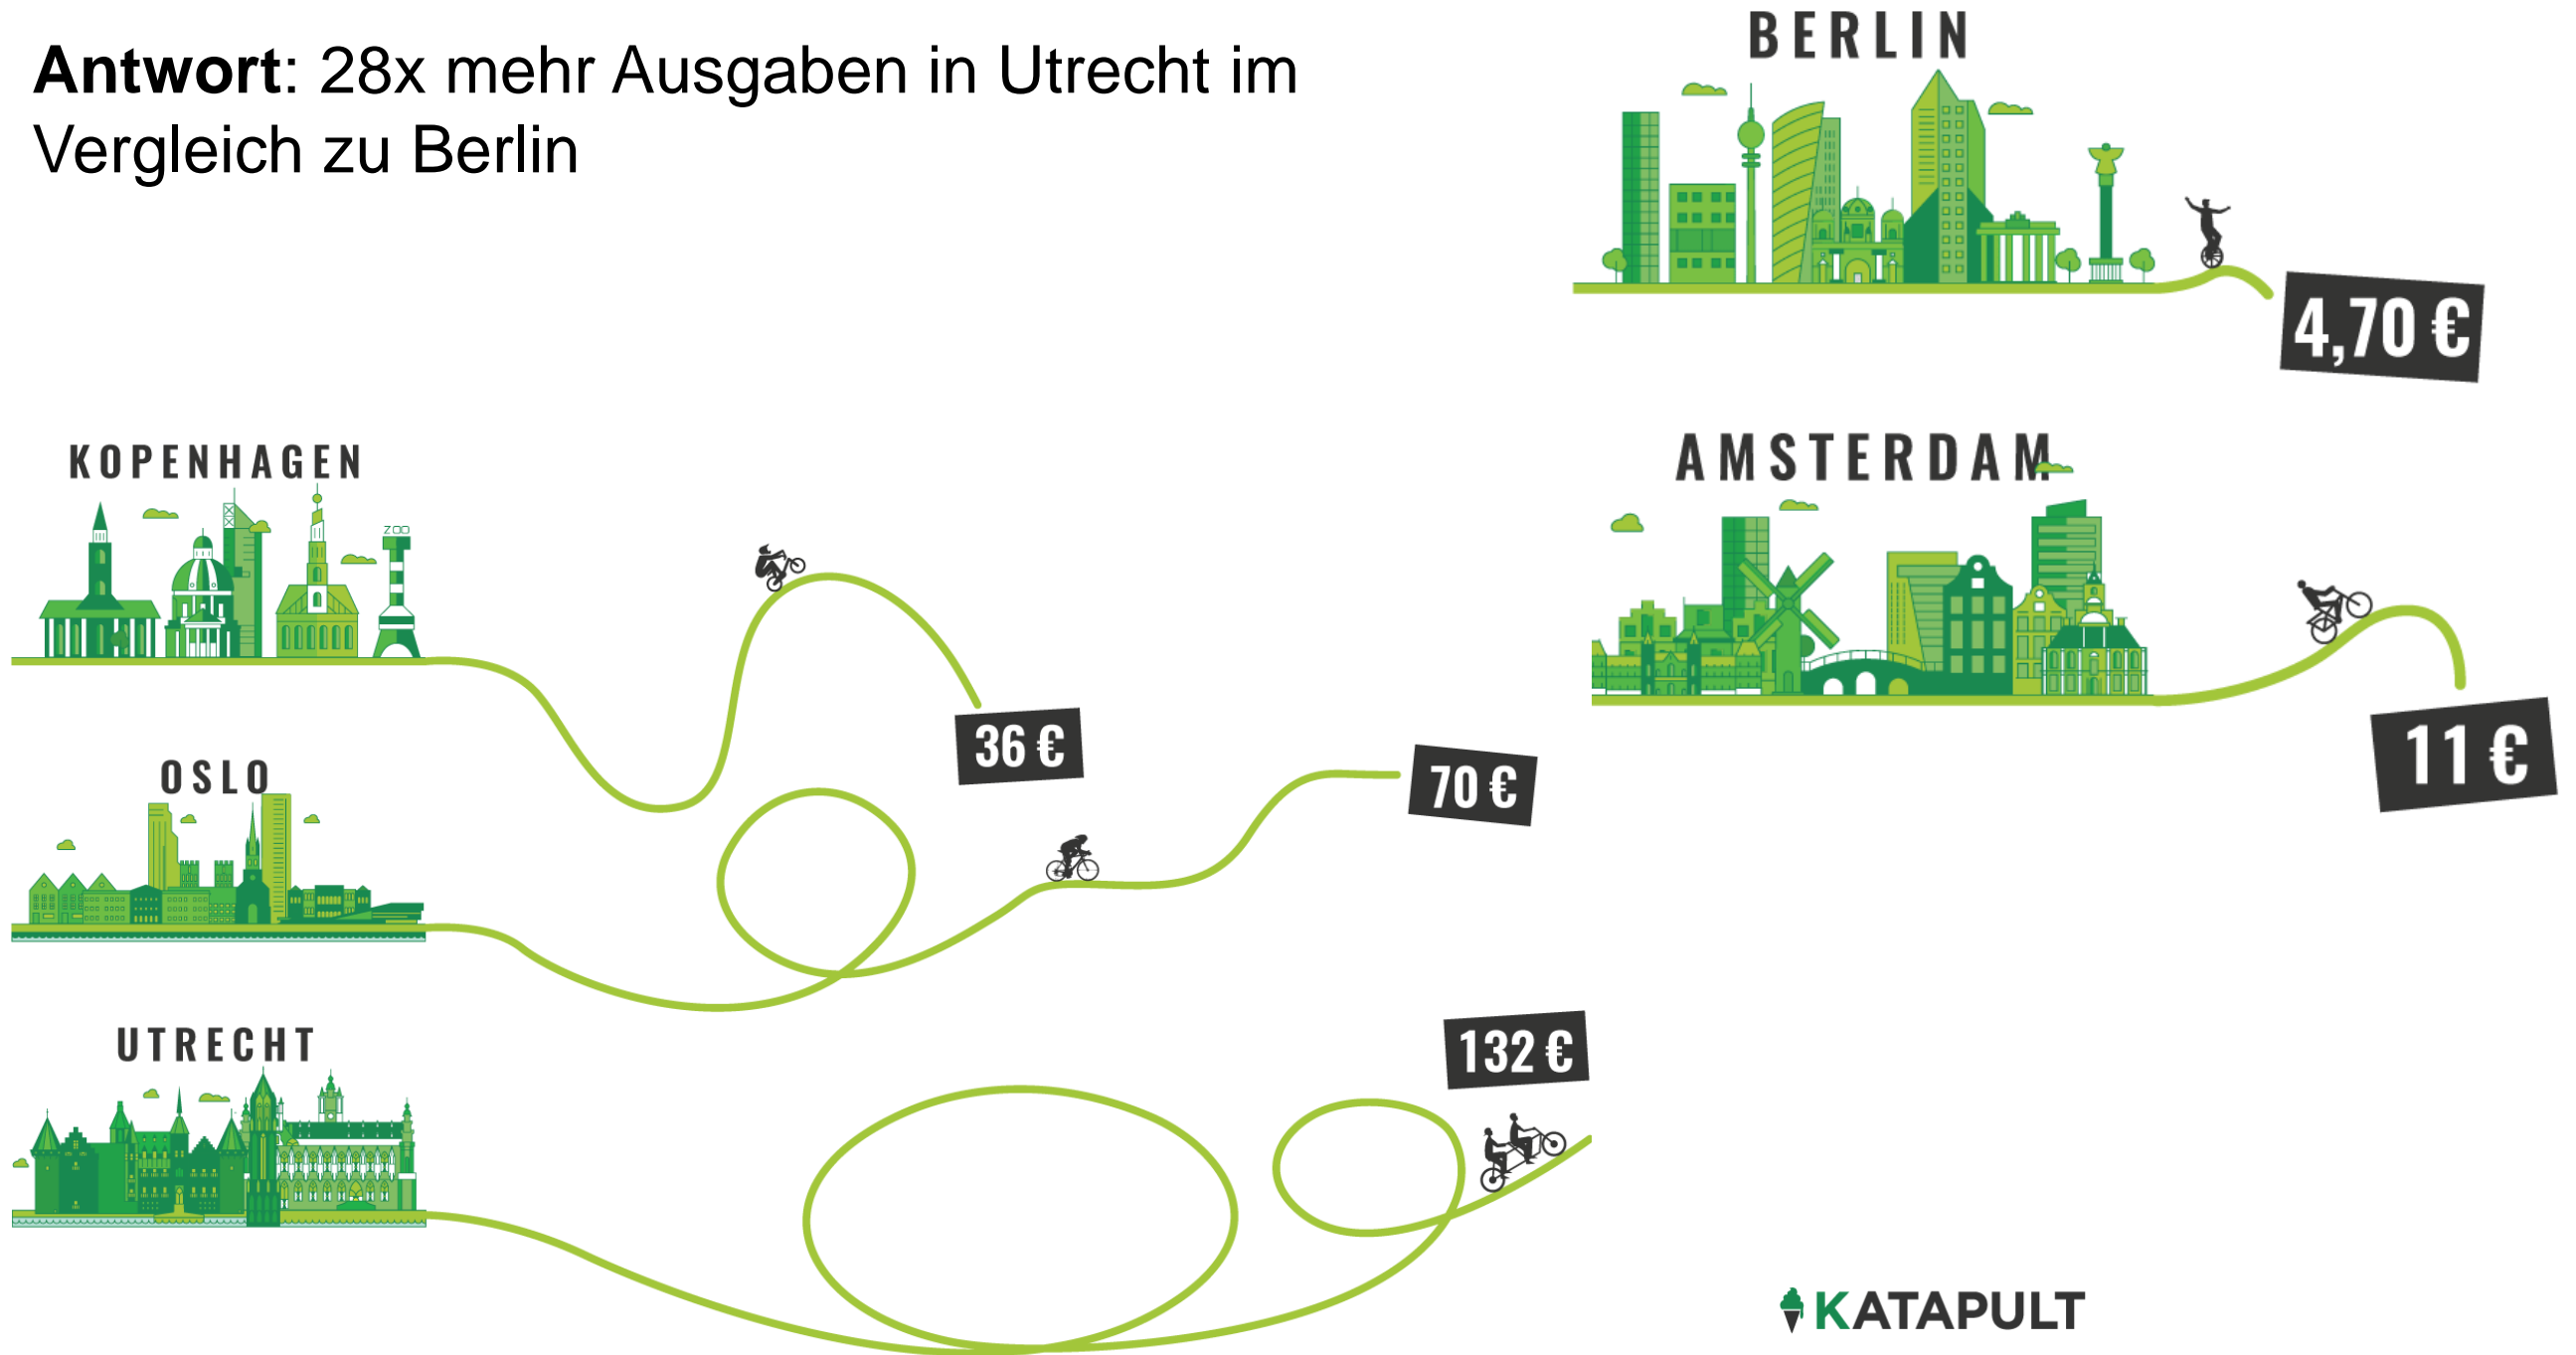 Antwort: 28x mehr Ausgaben in Utrecht im
Vergleich zu Berlin
BERLIN
4,70 €
KOPENHAGEN
ZOO
36 €
AMSTERDAM
11 €
OSLO
70 €
UTRECHT
132 €
KATAPULT